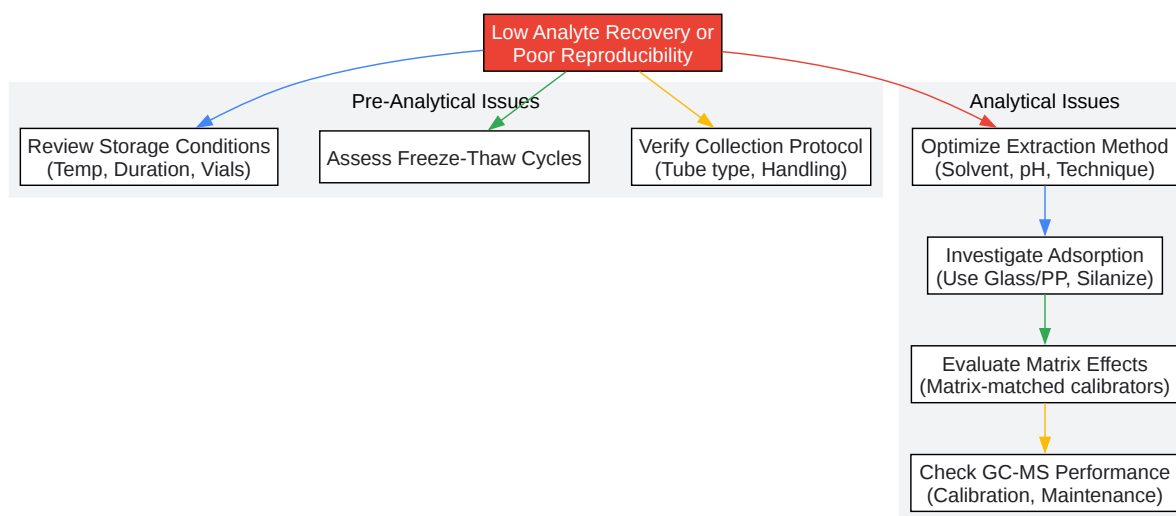 Low Analyte Recovery or
Poor Reproducibility
Pre-Analytical Issues
Analytical Issues
Review Storage Conditions
(Temp, Duration, Vials)
Assess Freeze-Thaw Cycles
Verify Collection Protocol
(Tube type, Handling)
Optimize Extraction Method
(Solvent, pH, Technique)
Investigate Adsorption
(Use Glass/PP, Silanize)
Evaluate Matrix Effects
(Matrix-matched calibrators)
Check GC-MS Performance
(Calibration, Maintenance)